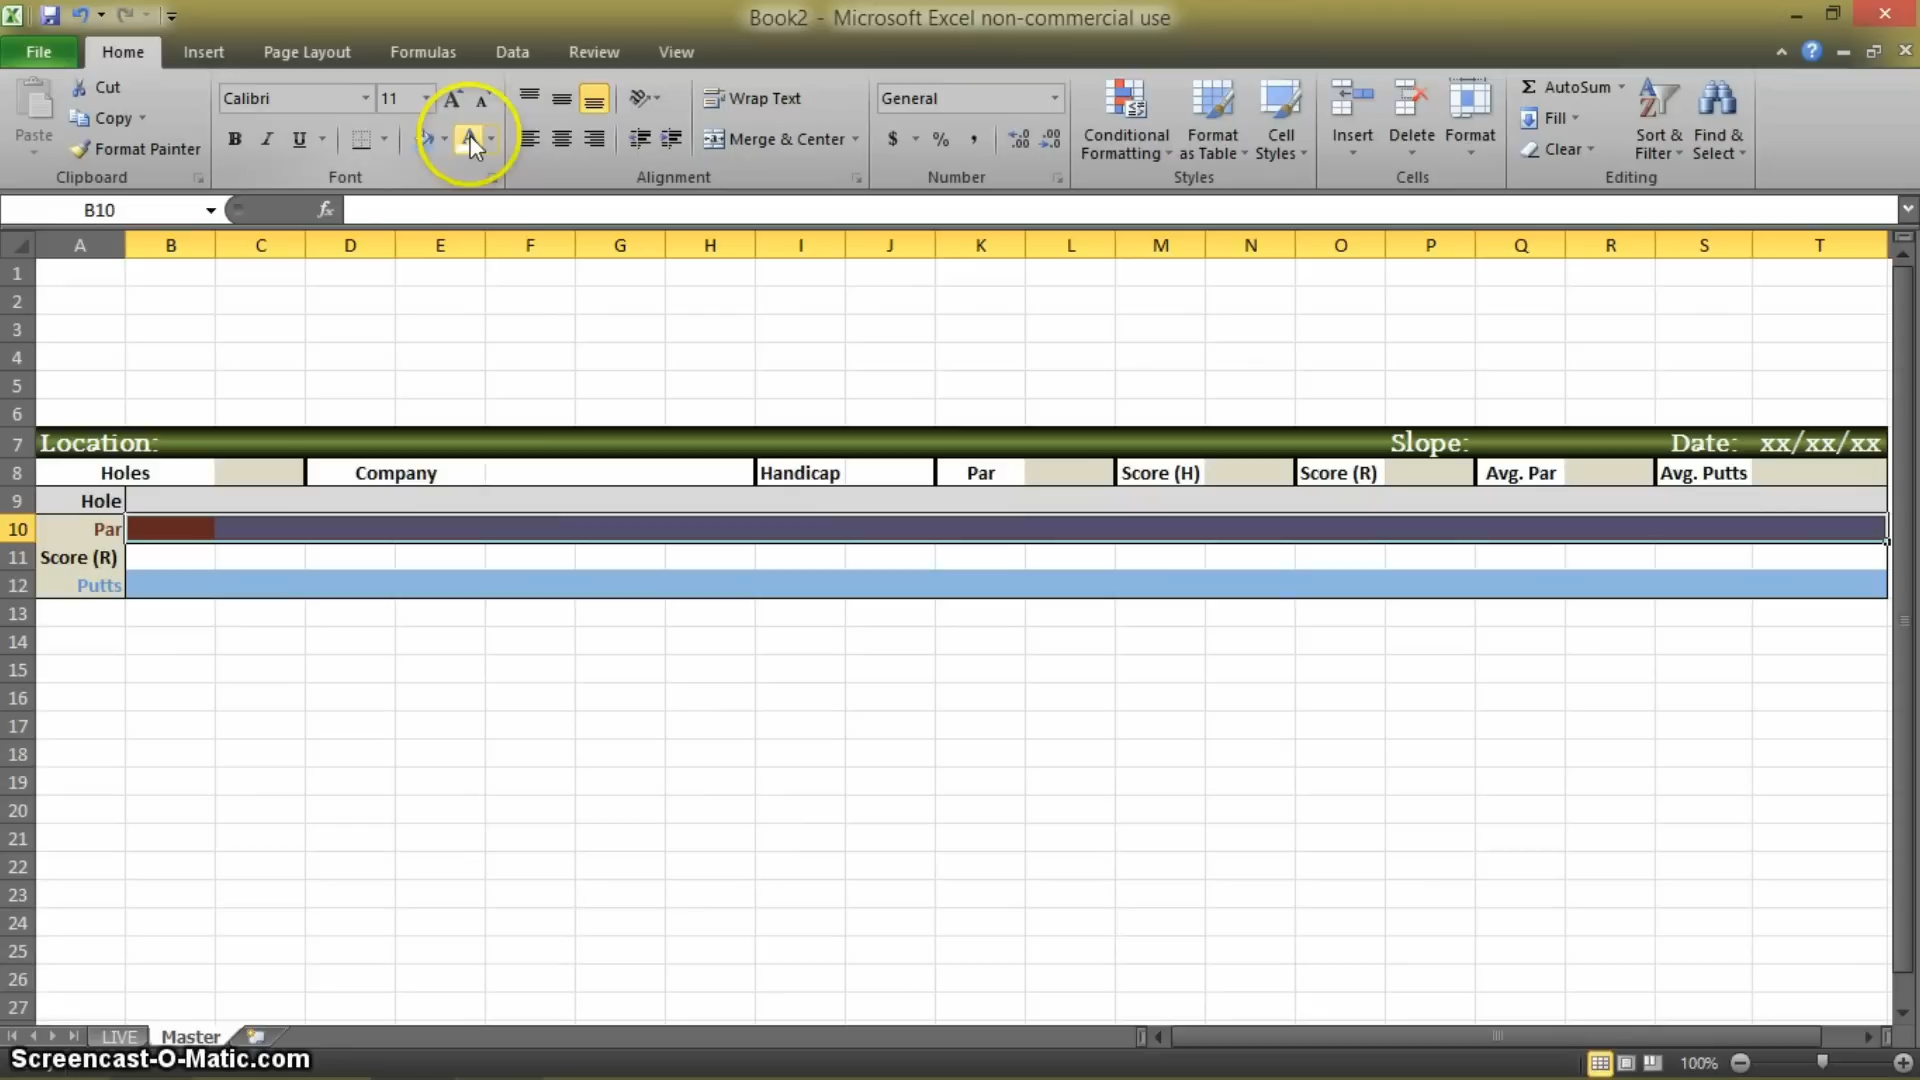 Book2 - Microsoft Excel non-commercial use
File Home Insert Page Layout Formulas Data Review View
Paste Cut Copy Format Painter
Clipboard
Calibri 11
B I U A
Font
Wrap Text
Merge & Center
Alignment
General
$ % ,
Number
Conditional Formatting Format as Table Cell Styles
Styles
Insert Delete Format
Cells
Σ AutoSum
Fill
Clear
Sort & Filter Find & Select
Editing
B10 fx
A B C D E F G H I J K L M N O P Q R S T
1
2
3
4
5
6
7 Location: Slope: Date: xx/xx/xx
8 Holes Company Handicap Par Score (H) Score (R) Avg. Par Avg. Putts
9 Hole
10 Par
11 Score (R)
12 Putts
13
14
15
16
17
18
19
20
21
22
23
24
25
26
27
LIVE Master
Screencast-O-Matic.com 100%